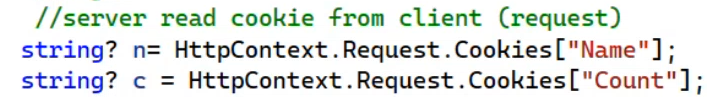 //server read cookie from client (request)
string? n= HttpContext.Request.Cookies["Name"];
string? c = HttpContext.Request.Cookies["Count"];